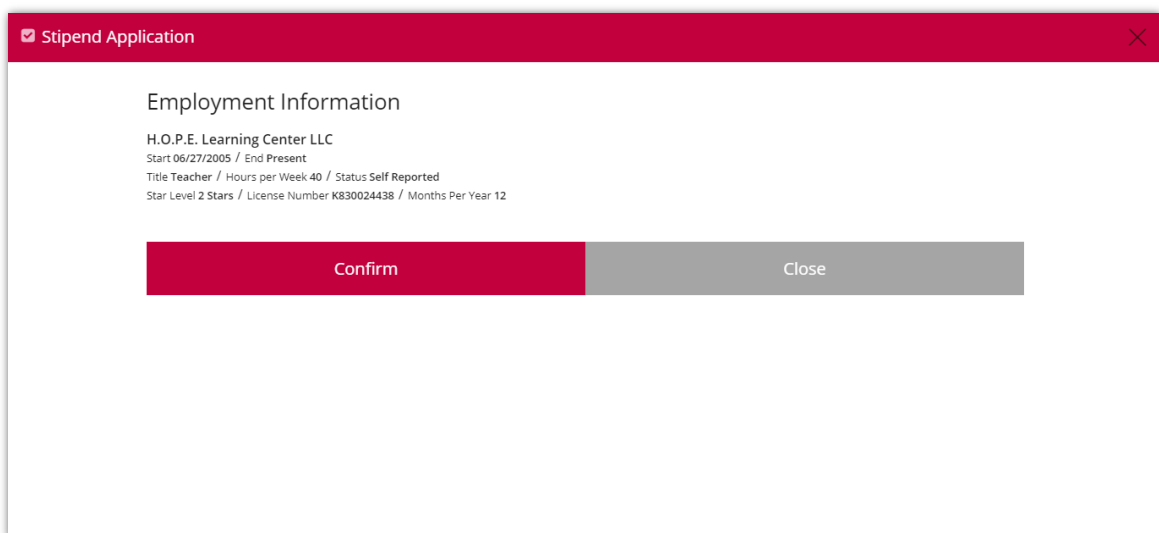 Stipend Application
Employment Information
H.O.P.E. Learning Center LLC
Start 06/27/2005 / End Present
Title Teacher / Hours per Week 40 / Status Self Reported
Star Level 2 Stars / License Number K830024438 / Months Per Year 12
Confirm Close